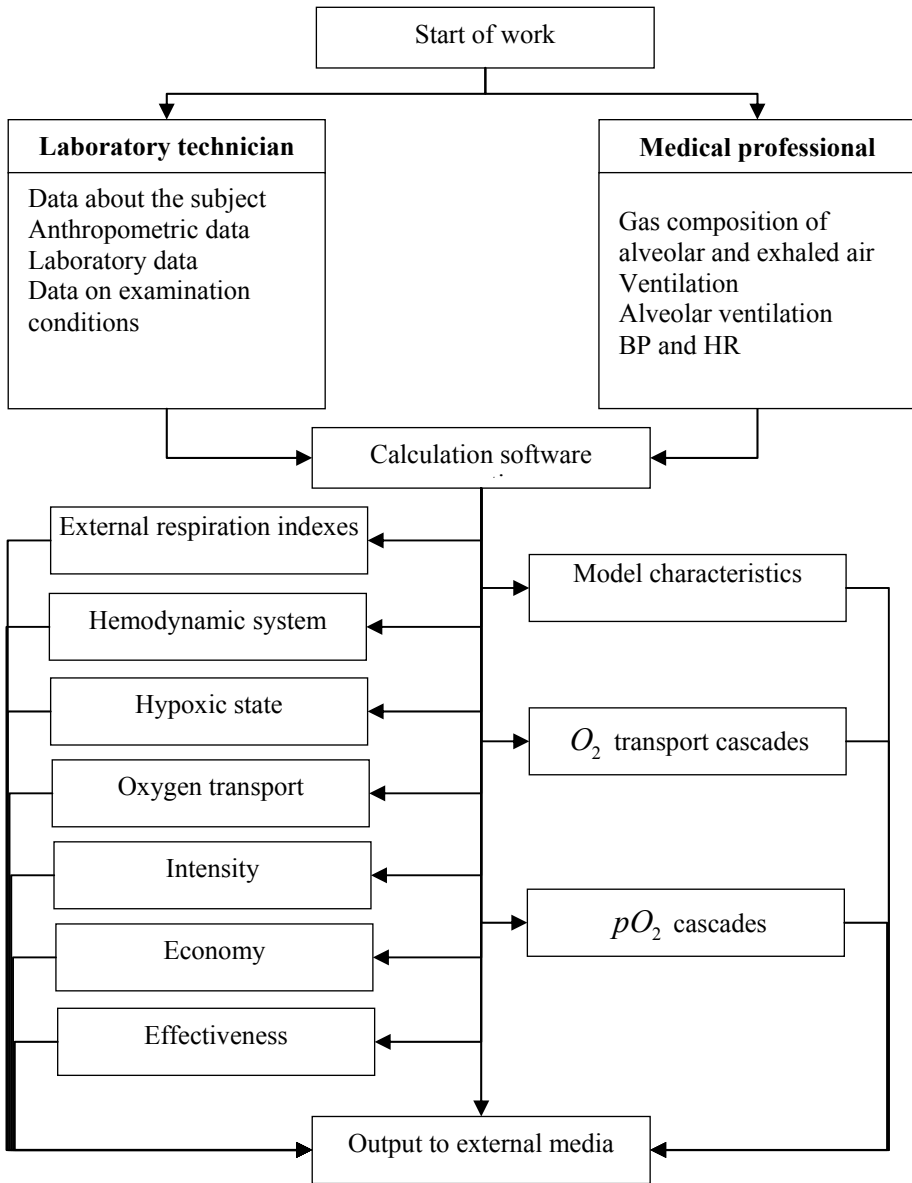 Start of work
Laboratory technician
Data about the subject
Anthropometric data
Laboratory data
Data on examination
conditions
Medical professional
Gas composition of
alveolar and exhaled air
Ventilation
Alveolar ventilation
BP and HR
Calculation software
External respiration indexes
Hemodynamic system
Hypoxic state
Oxygen transport
Intensity
Economy
Effectiveness
Model characteristics
O₂ transport cascades
pO₂ cascades
Output to external media